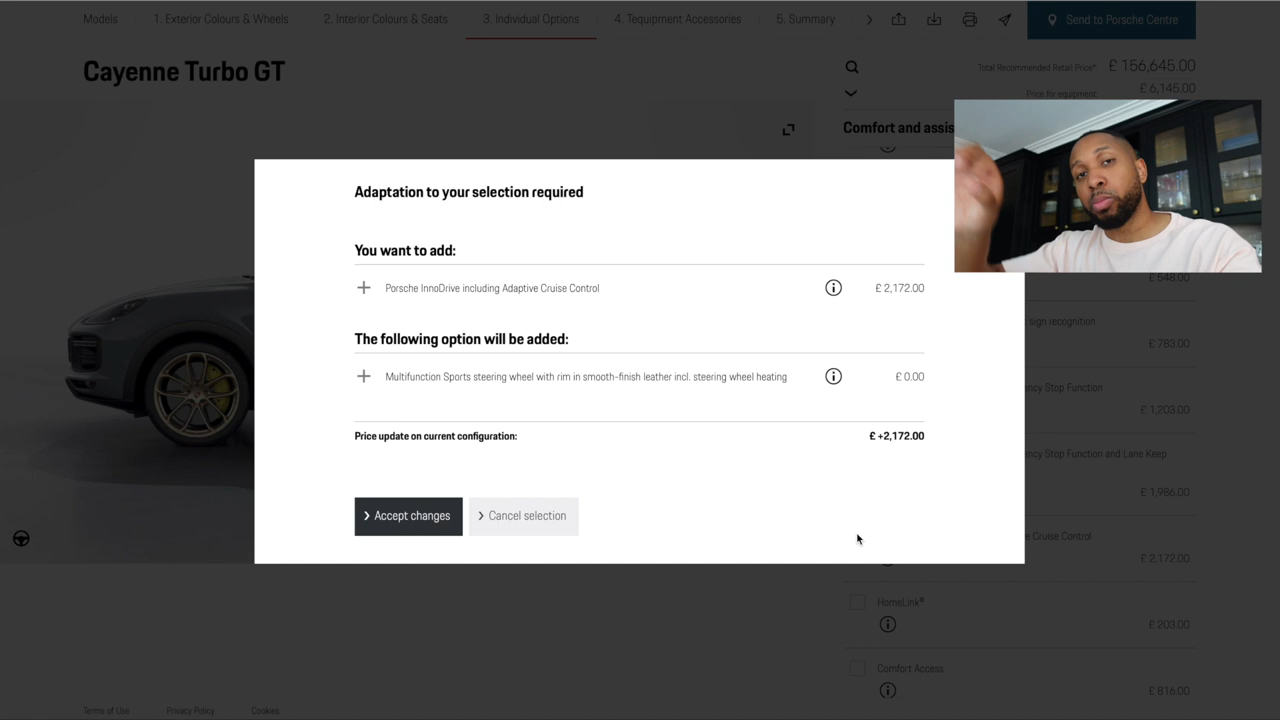 Models
1. Exterior Colours & Wheels
2. Interior Colours & Seats
3. Individual Options
4. Tequipment Accessories
5. Summary
Send to Porsche Centre
Cayenne Turbo GT
Total Recommended Retail Price*: £ 156,645.00
Price for equipment: £ 6,145.00
Comfort and assis
Adaptation to your selection required
You want to add:
Porsche InnoDrive including Adaptive Cruise Control £ 2,172.00
The following option will be added:
Multifunction Sports steering wheel with rim in smooth-finish leather incl. steering wheel heating £ 0.00
Price update on current configuration: £ +2,172.00
Accept changes
Cancel selection
£ 548.00
sign recognition
£ 783.00
ncy Stop Function
£ 1,203.00
ncy Stop Function and Lane Keep
£ 1,986.00
e Cruise Control
£ 2,172.00
HomeLink®
£ 203.00
Comfort Access
£ 816.00
Terms of Use
Privacy Policy
Cookies